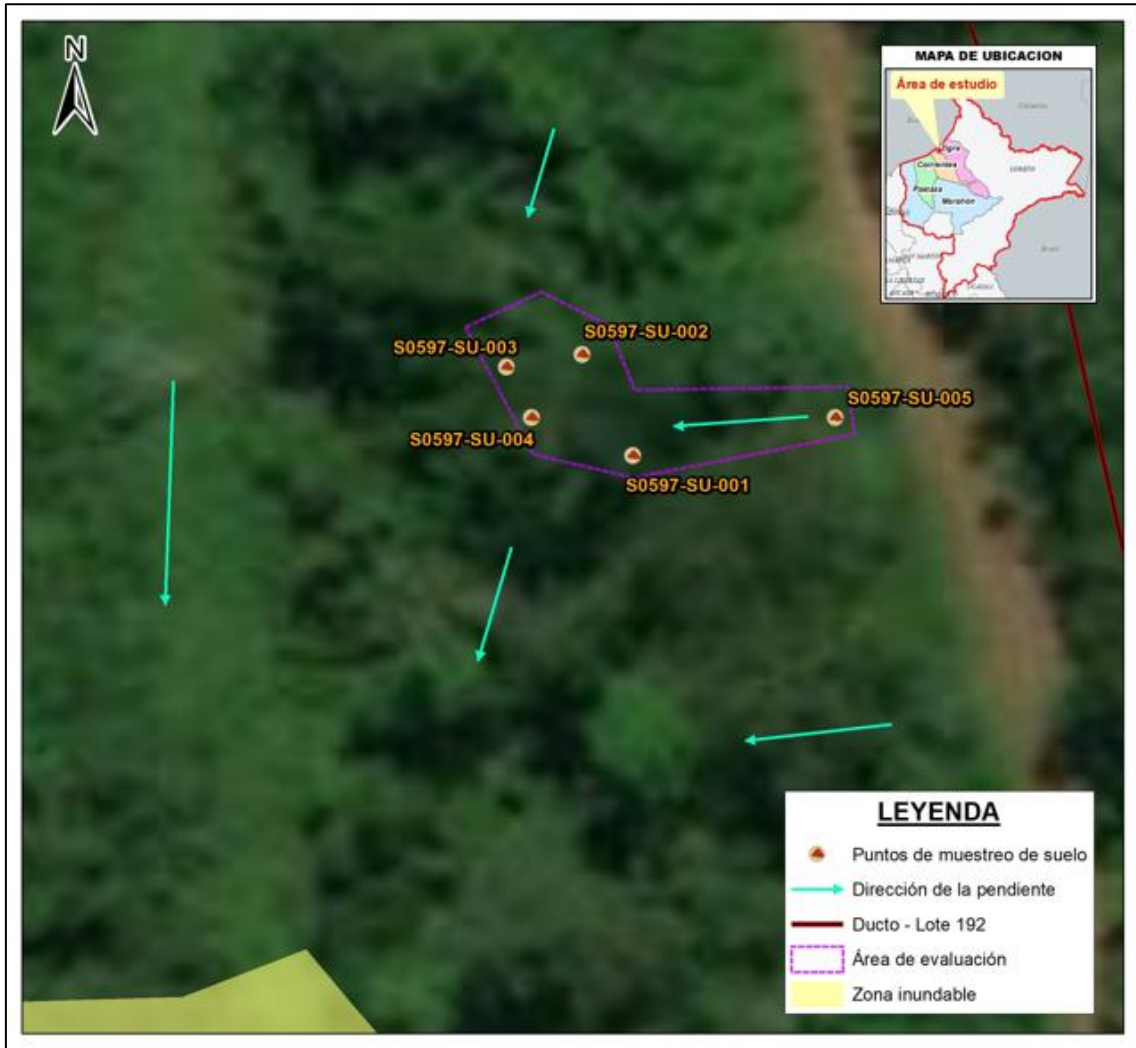 N
MAPA DE UBICACION
Área de estudio
Tigre
Corrientes
Pastaza
Marañón
LORETO
Brasil
S0597-SU-003
S0597-SU-002
S0597-SU-005
S0597-SU-004
S0597-SU-001
LEYENDA
Puntos de muestreo de suelo
Dirección de la pendiente
Ducto - Lote 192
Área de evaluación
Zona inundable